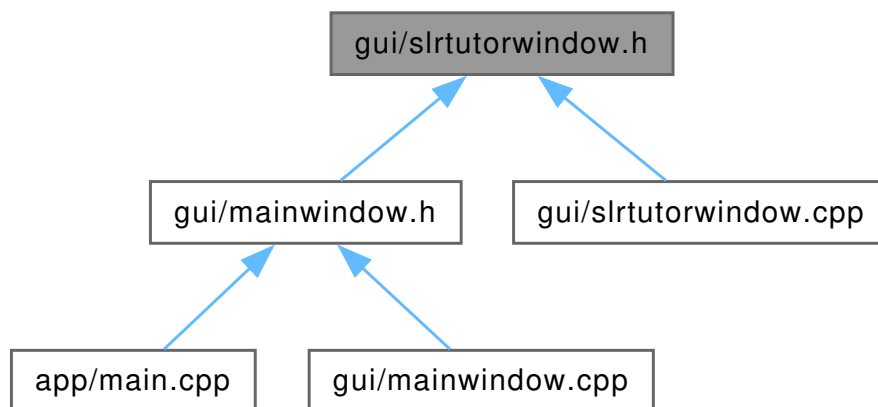 gui/slrtutorwindow.h
gui/mainwindow.h
gui/slrtutorwindow.cpp
app/main.cpp
gui/mainwindow.cpp